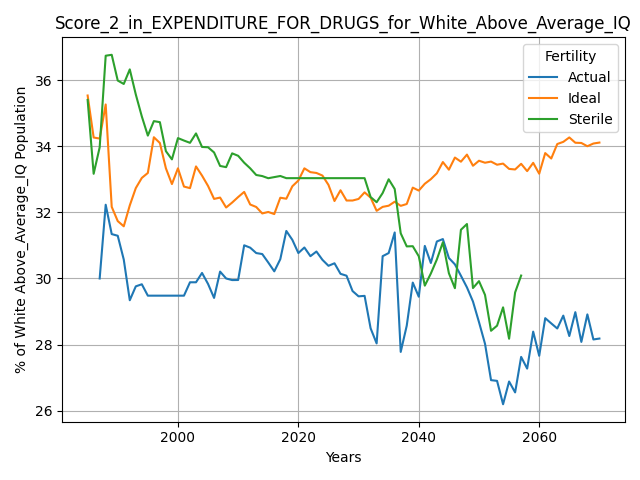 Score_2_in_EXPENDITURE_FOR_DRUGS_for_White_Above_Average_IQ
Fertility
Actual
Ideal
Sterile
% of White Above_Average_IQ Population
36
34
32
30
28
26
2000
2020
2040
2060
Years